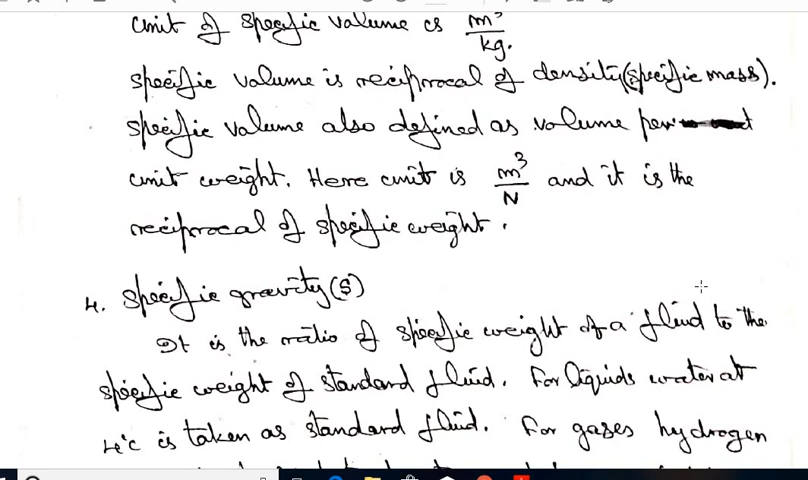 unit of specific volume is m³/kg.
specific volume is reciprocal of density (specific mass).
specific volume also defined as volume per
unit weight. Here unit is m³/N and it is the
reciprocal of specific weight.
4. Specific gravity (S)
It is the ratio of specific weight of a fluid to the
specific weight of standard fluid. For liquids water at
4°c is taken as standard fluid. For gases hydrogen